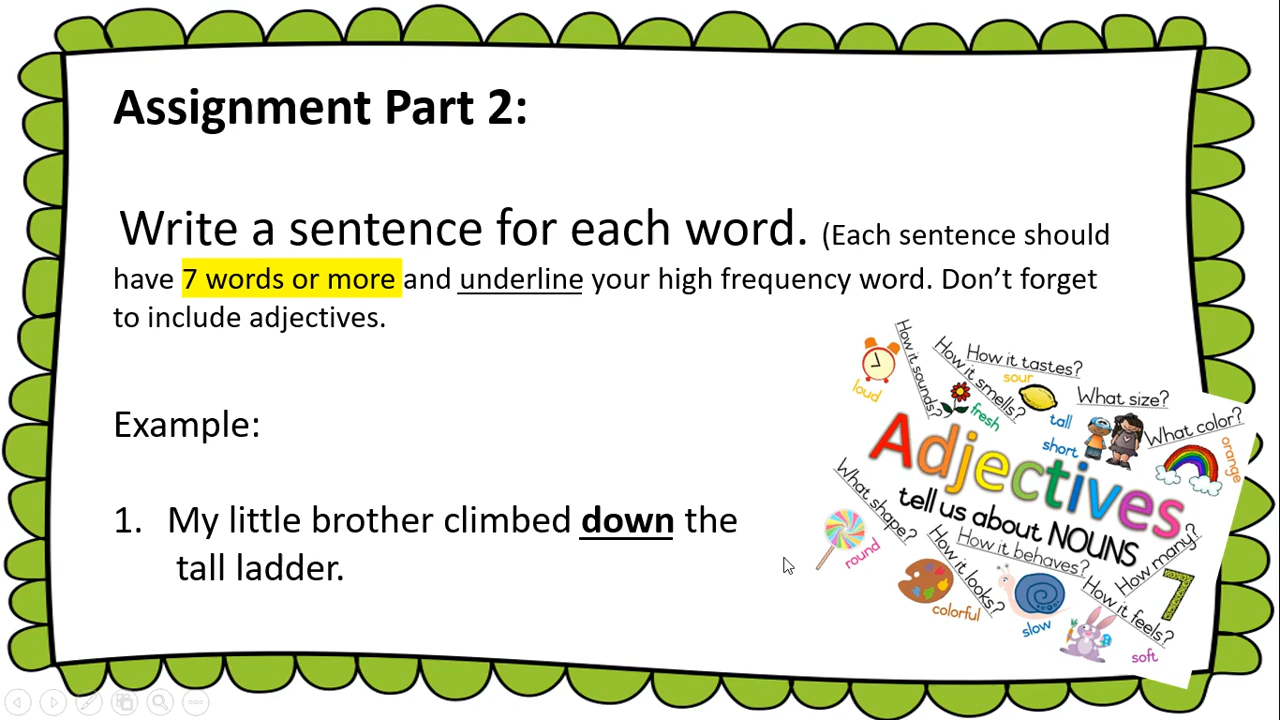 Assignment Part 2:
Write a sentence for each word. (Each sentence should
have 7 words or more and underline your high frequency word. Don’t forget
to include adjectives.
Example:
1. My little brother climbed down the
tall ladder.
How it sounds?
loud
How it smells?
fresh
How it tastes?
sour
What size?
tall
short
What color?
orange
Adjectives
tell us about NOUNS
What shape?
round
How it looks?
colorful
How it behaves?
slow
How it feels?
soft
How many?
7